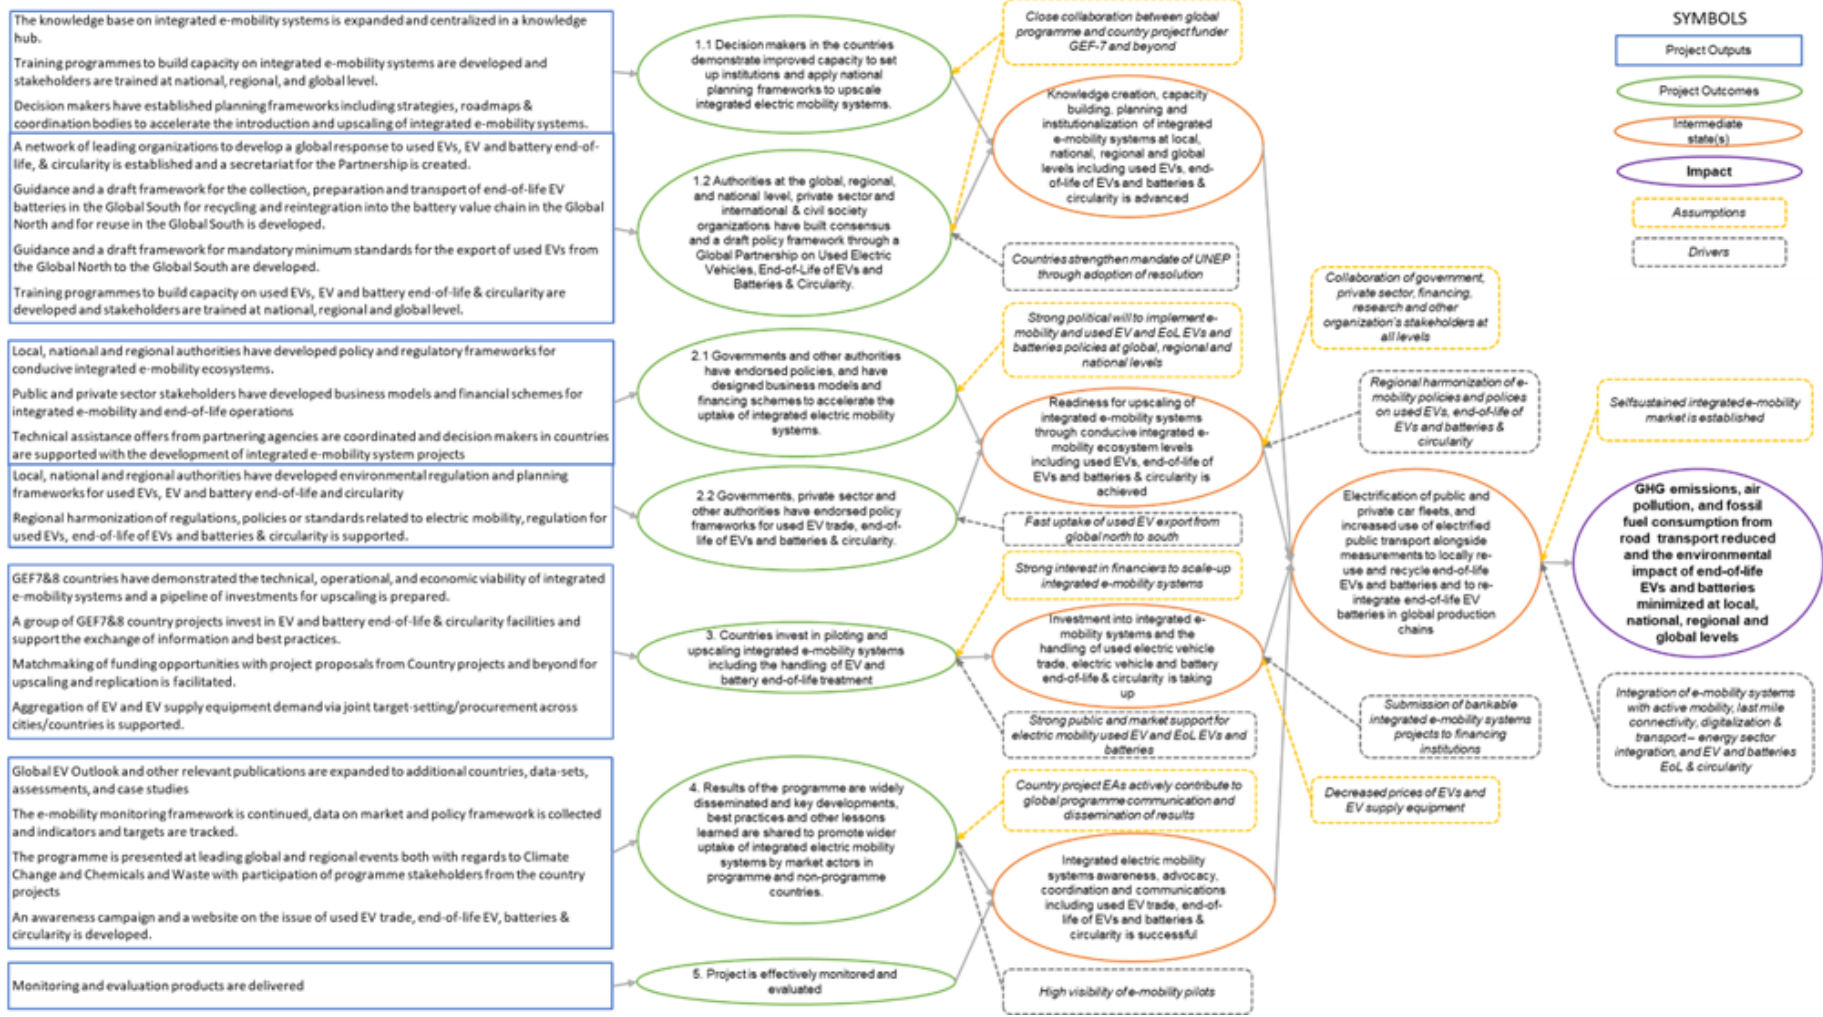 The knowledge base on integrated e-mobility systems is expanded and centralized in a knowledge
hub.
Training programmes to build capacity on integrated e-mobility systems are developed and
stakeholders are trained at national, regional, and global level.
Decision makers have established planning frameworks including strategies, roadmaps &
coordination bodies to accelerate the introduction and upscaling of integrated e-mobility systems.
A network of leading organizations to develop a global response to used EVs, EV and battery end-of-
life, & circularity is established and a secretariat for the Partnership is created.
Guidance and a draft framework for the collection, preparation and transport of end-of-life EV
batteries in the Global South for recycling and reintegration into the battery value chain in the Global
North and for reuse in the Global South is developed.
Guidance and a draft framework for mandatory minimum standards for the export of used EVs from
the Global North to the Global South are developed.
Training programmes to build capacity on used EVs, EV and battery end-of-life & circularity are
developed and stakeholders are trained at national, regional and global level.
Local, national and regional authorities have developed policy and regulatory frameworks for
conducive integrated e-mobility ecosystems.
Public and private sector stakeholders have developed business models and financial schemes for
integrated e-mobility and end-of-life operations
Technical assistance offers from partnering agencies are coordinated and decision makers in countries
are supported with the development of integrated e-mobility system projects
Local, national and regional authorities have developed environmental regulation and planning
frameworks for used EVs, EV and battery end-of-life and circularity
Regional harmonization of regulations, policies or standards related to electric mobility, regulation for
used EVs, end-of-life of EVs and batteries & circularity is supported.
GEF7&8 countries have demonstrated the technical, operational, and economic viability of integrated
e-mobility systems and a pipeline of investments for upscaling is prepared.
A group of GEF7&8 country projects invest in EV and battery end-of-life & circularity facilities and
support the exchange of information and best practices.
Matchmaking of funding opportunities with project proposals from Country projects and beyond for
upscaling and replication is facilitated.
Aggregation of EV and EV supply equipment demand via joint target-setting/procurement across
cities/countries is supported.
Global EV Outlook and other relevant publications are expanded to additional countries, data-sets,
assessments, and case studies
The e-mobility monitoring framework is continued, data on market and policy framework is collected
and indicators and targets are tracked.
The programme is presented at leading global and regional events both with regards to Climate
Change and Chemicals and Waste with participation of programme stakeholders from the country
projects
An awareness campaign and a website on the issue of used EV trade, end-of-life EV, batteries &
circularity is developed.
Monitoring and evaluation products are delivered
1.1 Decision makers in the countries
demonstrate improved capacity to set
up institutions and apply national
planning frameworks to upscale
integrated electric mobility systems.
1.2 Authorities at the global, regional,
and national level, private sector and
international & civil society
organizations have built consensus
and a draft policy framework through a
Global Partnership on Used Electric
Vehicles, End-of-Life of EVs and
Batteries & Circularity.
2.1 Governments and other authorities
have endorsed policies, and have
designed business models and
financing schemes to accelerate the
uptake of integrated electric mobility
systems.
2.2 Governments, private sector and
other authorities have endorsed policy
frameworks for used EV trade, end-of-
life of EVs and batteries & circularity.
3. Countries invest in piloting and
upscaling integrated e-mobility systems
including the handling of EV and
battery end-of-life treatment
4. Results of the programme are widely
disseminated and key developments,
best practices and other lessons
learned are shared to promote wider
uptake of integrated electric mobility
systems by market actors in
programme and non-programme
countries.
5. Project is effectively monitored and
evaluated
Close collaboration between global
programme and country project funder
GEF-7 and beyond
Knowledge creation, capacity
building, planning and
institutionalization of integrated
e-mobility systems at local,
national, regional and global
levels including used EVs, end-
of-life of EVs and batteries &
circularity is advanced
Countries strengthen mandate of UNEP
through adoption of resolution
Strong political will to implement e-
mobility and used EV and EoL EVs and
batteries policies at global, regional and
national levels
Readiness for upscaling of
integrated e-mobility systems
through conducive integrated e-
mobility ecosystem levels
including used EVs, end-of-life of
EVs and batteries & circularity is
achieved
Fast uptake of used EV export from
global north to south
Strong interest in financiers to scale-up
integrated e-mobility systems
Investment into integrated e-
mobility systems and the
handling of used electric vehicle
trade, electric vehicle and battery
end-of-life & circularity is taking
up
Strong public and market support for
electric mobility used EV and EoL EVs and
batteries
Country project EAs actively contribute to
global programme communication and
dissemination of results
Integrated electric mobility
systems awareness, advocacy,
coordination and communications
including used EV trade, end-of-
life of EVs and batteries &
circularity is successful
High visibility of e-mobility pilots
Collaboration of government,
private sector, financing,
research and other
organization's stakeholders at
all levels
Regional harmonization of e-
mobility policies and polices
on used EVs, end-of-life of
EVs and batteries &
circularity
Electrification of public and
private car fleets, and
increased use of electrified
public transport alongside
measurements to locally re-
use and recycle end-of-life
EVs and batteries and to re-
integrate end-of-life EV
batteries in global production
chains
Submission of bankable
integrated e-mobility systems
projects to financing
institutions
Decreased prices of EVs and
EV supply equipment
SYMBOLS
Project Outputs
Project Outcomes
Intermediate
state(s)
Impact
Assumptions
Drivers
Selfsustained integrated e-mobility
market is established
GHG emissions, air
pollution, and fossil
fuel consumption from
road transport reduced
and the environmental
impact of end-of-life
EVs and batteries
minimized at local,
national, regional and
global levels
Integration of e-mobility systems
with active mobility, last mile
connectivity, digitalization &
transport – energy sector
integration, and EV and batteries
EoL & circularity